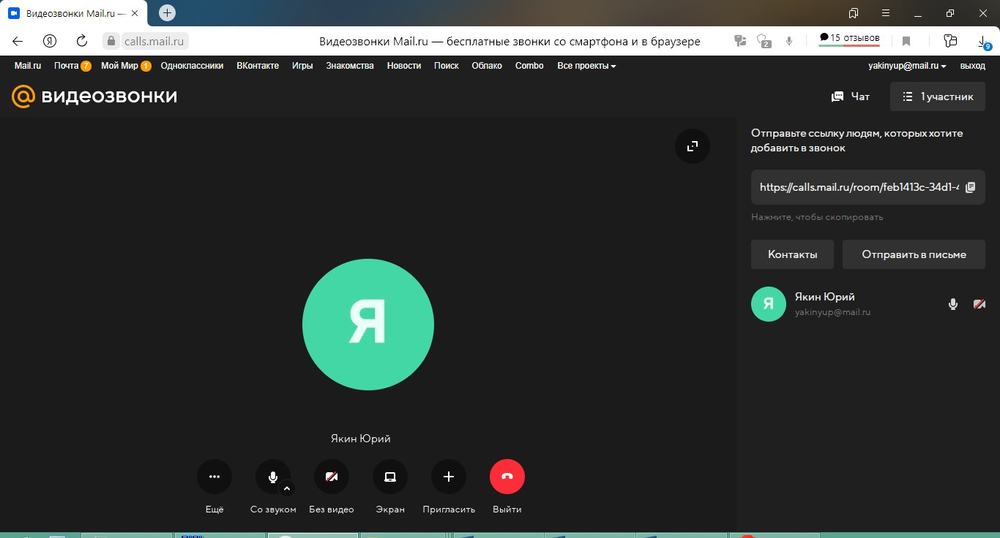 Видеозвонки Mail.ru —
calls.mail.ru
Видеозвонки Mail.ru — бесплатные звонки со смартфона и в браузере
2
15 отзывов
9
Mail.ru Почта 7 Мой Мир 1 Одноклассники ВКонтакте Игры Знакомства Новости Поиск Облако Combo Все проекты
yakinyup@mail.ru выход
видеозвонки
Чат
1 участник
Отправьте ссылку людям, которых хотите
добавить в звонок
https://calls.mail.ru/room/feb1413c-34d1-4
Нажмите, чтобы скопировать
Контакты
Отправить в письме
Я
Якин Юрий
yakinyup@mail.ru
Я
Якин Юрий
Ещё
Со звуком
Без видео
Экран
Пригласить
Выйти